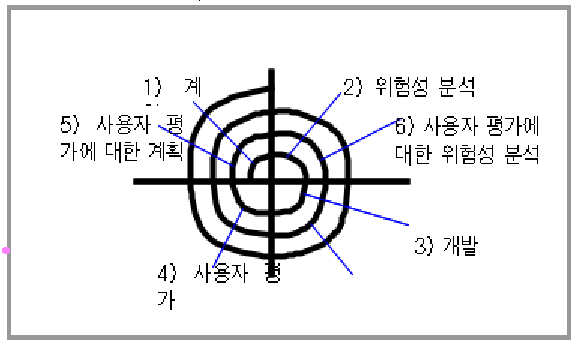 1) 계
2) 위험성 분석
5) 사용자 평
가에 대한 계획
6) 사용자 평가에
대한 위험성 분석
3) 개발
4) 사용자 평
가